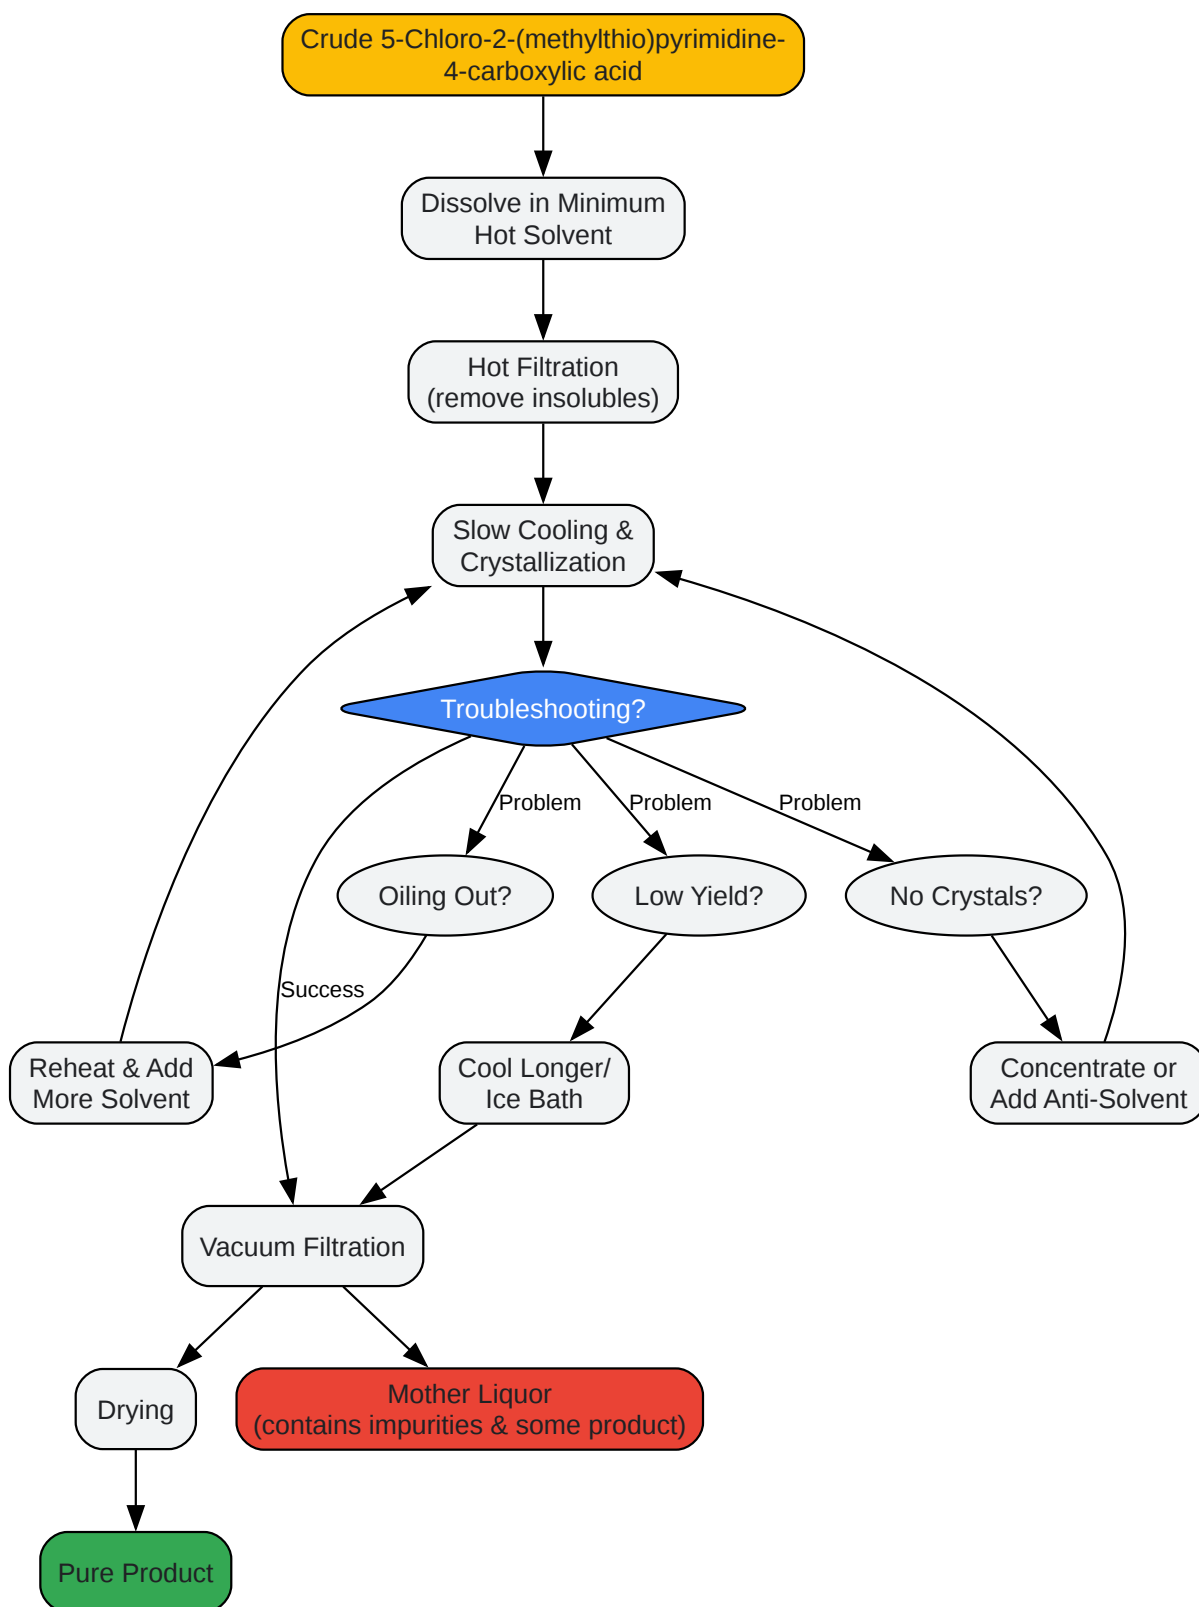 Crude 5-Chloro-2-(methylthio)pyrimidine-
4-carboxylic acid
Dissolve in Minimum
Hot Solvent
Hot Filtration
(remove insolubles)
Slow Cooling &
Crystallization
Troubleshooting?
Problem
Problem
Problem
Oiling Out?
Low Yield?
No Crystals?
Success
Reheat & Add
More Solvent
Cool Longer/
Ice Bath
Concentrate or
Add Anti-Solvent
Vacuum Filtration
Drying
Mother Liquor
(contains impurities & some product)
Pure Product